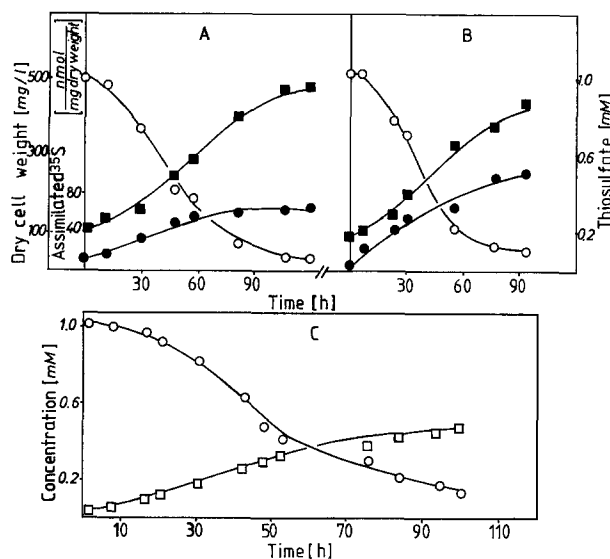 A
B
Dry cell weight [mg/l]
Assimilated ³⁵S [nmol/mg dry weight]
500
300
100
60
40
30
60
90
Time [h]
30
60
90
Time [h]
1.0
0.6
0.2
Thiosulfate [mM]
C
Concentration [mM]
1.0
0.6
0.2
10
30
50
70
90
110
Time [h]